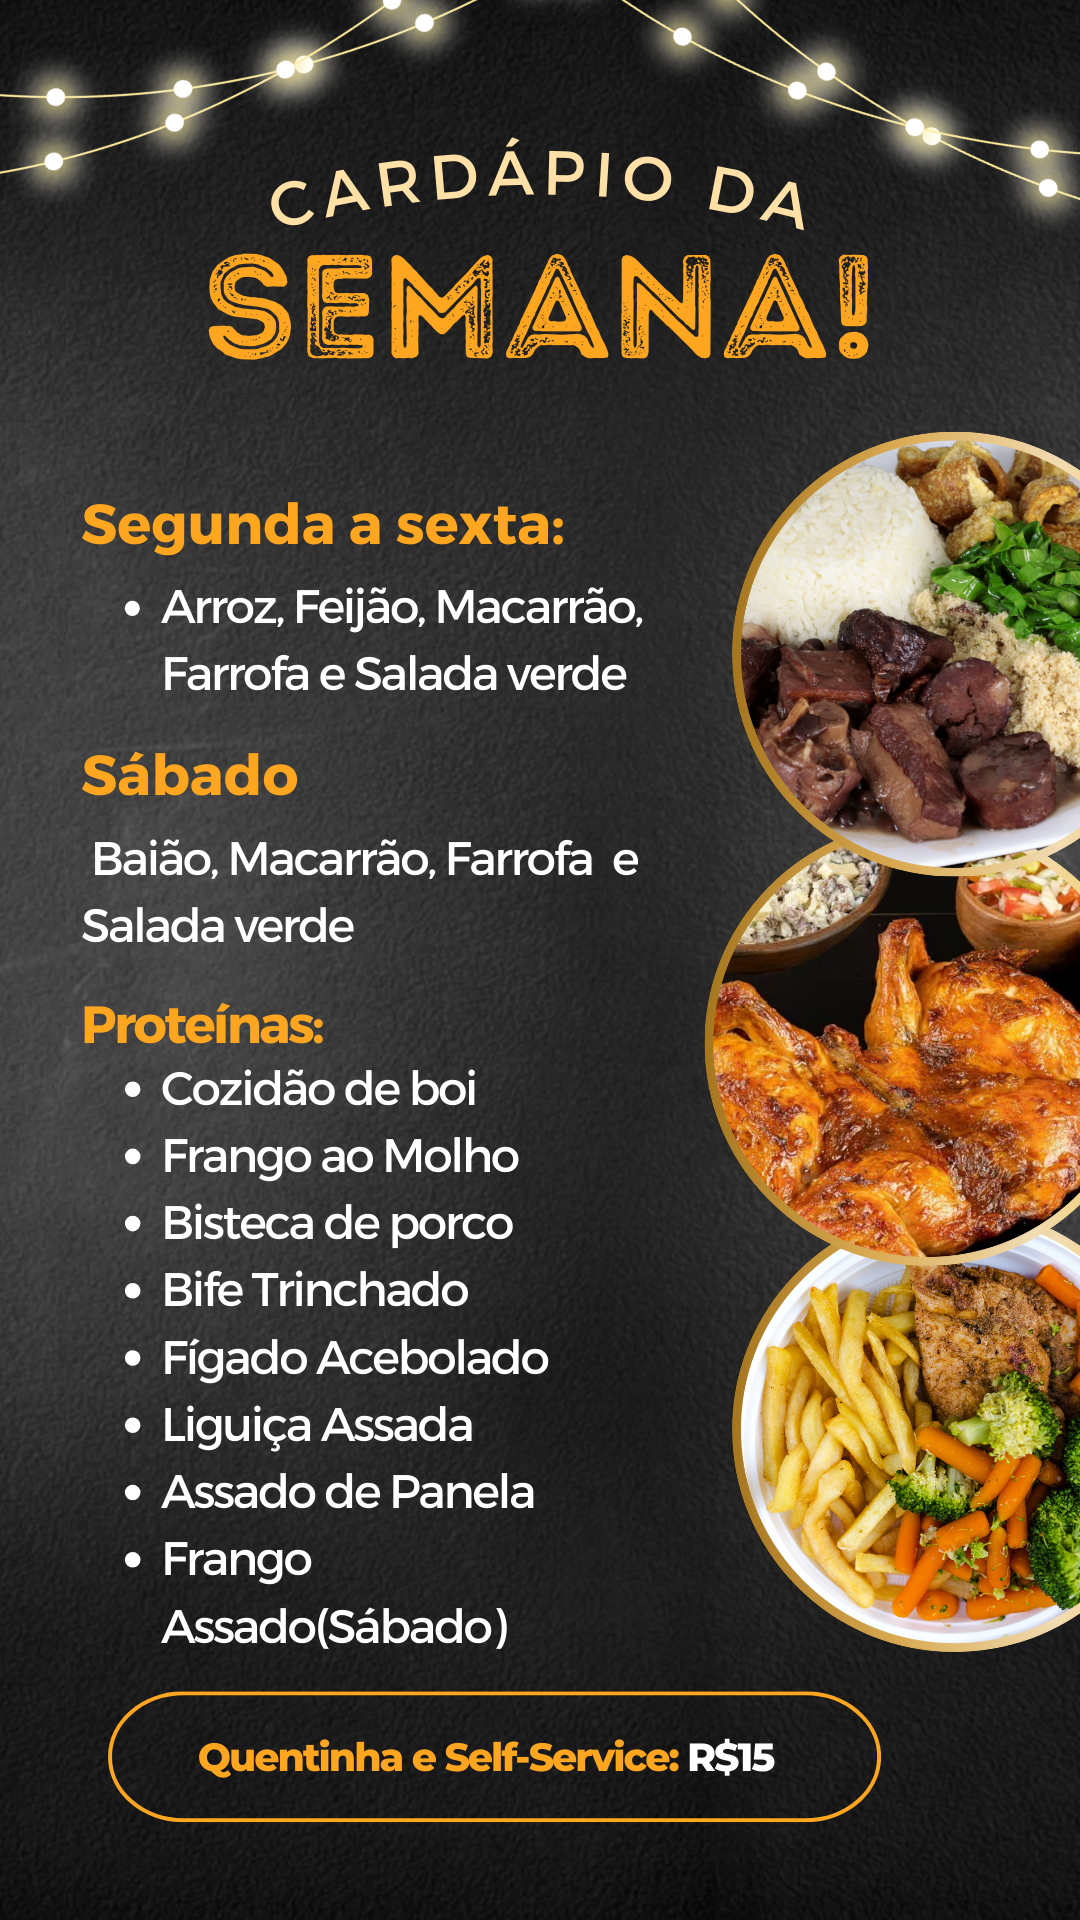 CARDÁPIO DA
SEMANA!
Segunda a sexta:
• Arroz, Feijão, Macarrão,
Farrofa e Salada verde
Sábado
Baião, Macarrão, Farrofa e
Salada verde
Proteínas:
• Cozidão de boi
• Frango ao Molho
• Bisteca de porco
• Bife Trinchado
• Fígado Acebolado
• Liguiça Assada
• Assado de Panela
• Frango
Assado(Sábado)
Quentinha e Self-Service: R$15